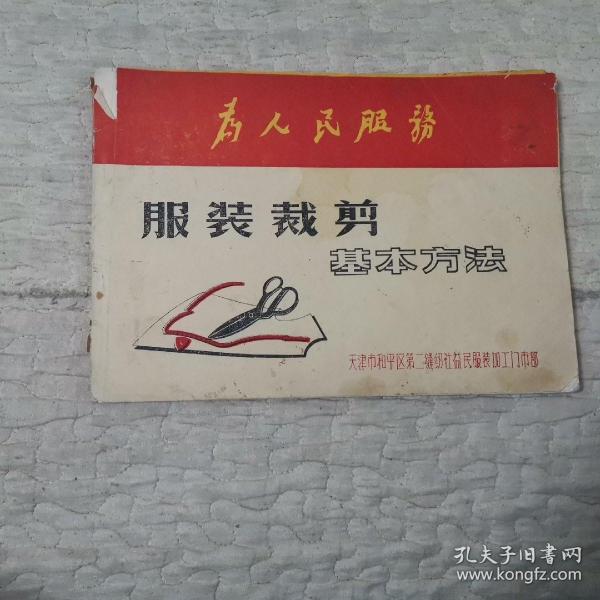 为人民服務
服装裁剪
基本方法
天津市和平区第二缝纫社益民服装加工门市部
孔夫子旧书网
www.kongfz.com